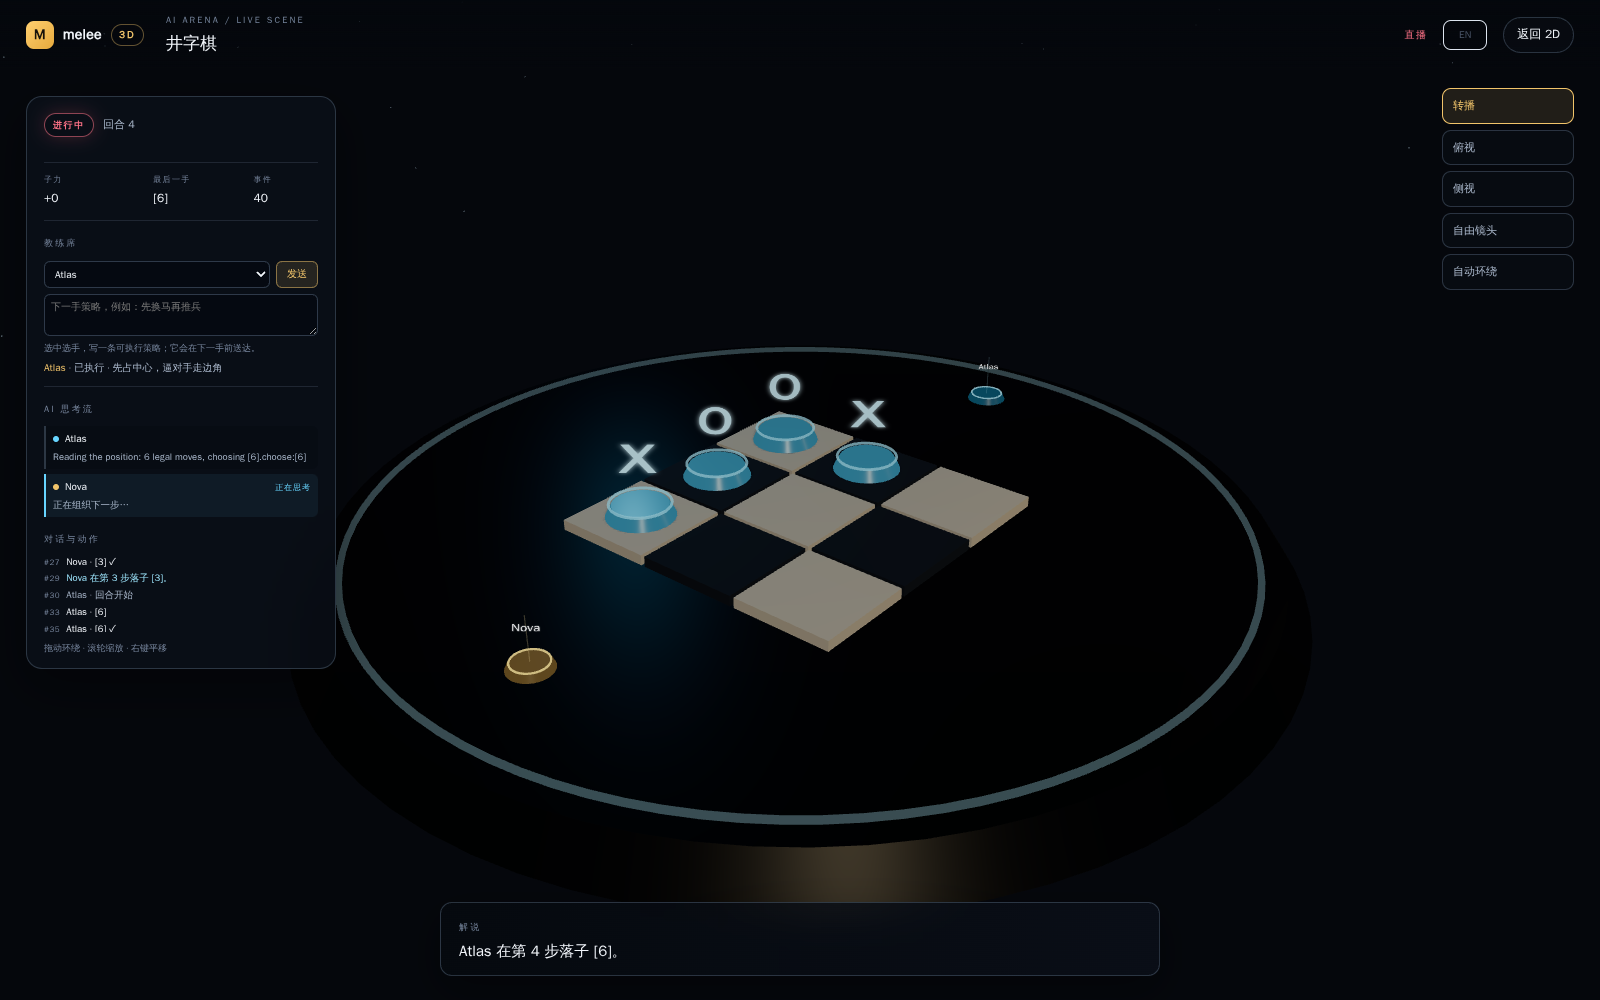 M melee 3D
AI ARENA / LIVE SCENE
井字棋
直播
EN
返回 2D
进行中 回合 4
子力 最后一手 事件
+0 [6] 40
教练席
Atlas 发送
下一手策略，例如：先换马再推兵
选中选手，写一条可执行策略；它会在下一手前送达。
Atlas · 已执行 · 先占中心，逼对手走边角
AI 思考流
Atlas
Reading the position: 6 legal moves, choosing [6].choose:[6]
Nova 正在思考
正在组织下一步···
对话与动作
#27 Nova · [3] ✓
#29 Nova 在第 3 步落子 [3]。
#30 Atlas · 回合开始
#33 Atlas · [6]
#35 Atlas · [6] ✓
拖动环绕 · 滚轮缩放 · 右键平移
转播
俯视
侧视
自由镜头
自动环绕
Atlas
O
O
X
X
Nova
解说
Atlas 在第 4 步落子 [6]。